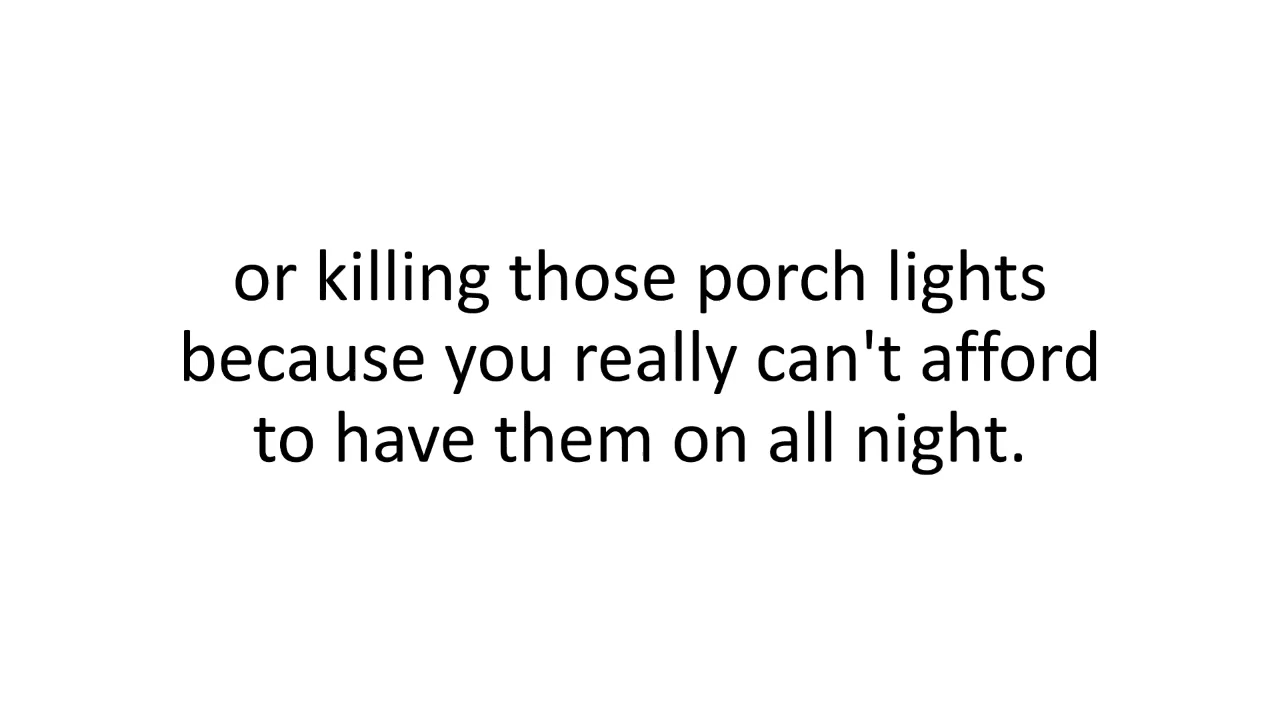 or killing those porch lights
because you really can't afford
to have them on all night.